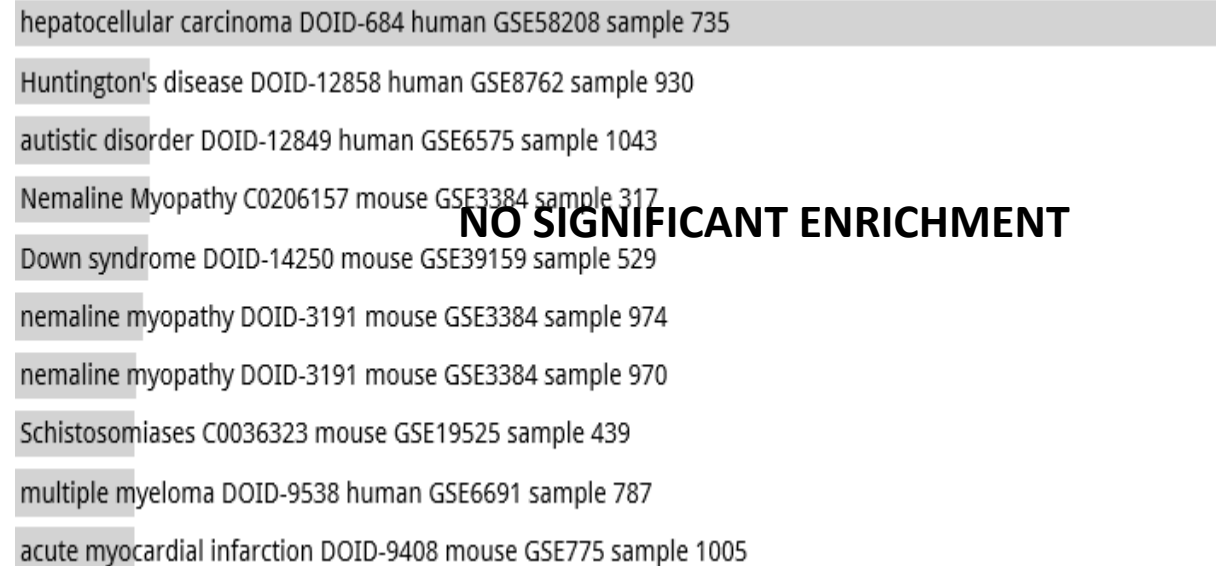 hepatocellular carcinoma DOID-684 human GSE58208 sample 735
Huntington's disease DOID-12858 human GSE8762 sample 930
autistic disorder DOID-12849 human GSE6575 sample 1043
Nemaline Myopathy C0206157 mouse GSE3384 sample 317
NO SIGNIFICANT ENRICHMENT
Down syndrome DOID-14250 mouse GSE39159 sample 529
nemaline myopathy DOID-3191 mouse GSE3384 sample 974
nemaline myopathy DOID-3191 mouse GSE3384 sample 970
Schistosomiases C0036323 mouse GSE19525 sample 439
multiple myeloma DOID-9538 human GSE6691 sample 787
acute myocardial infarction DOID-9408 mouse GSE775 sample 1005